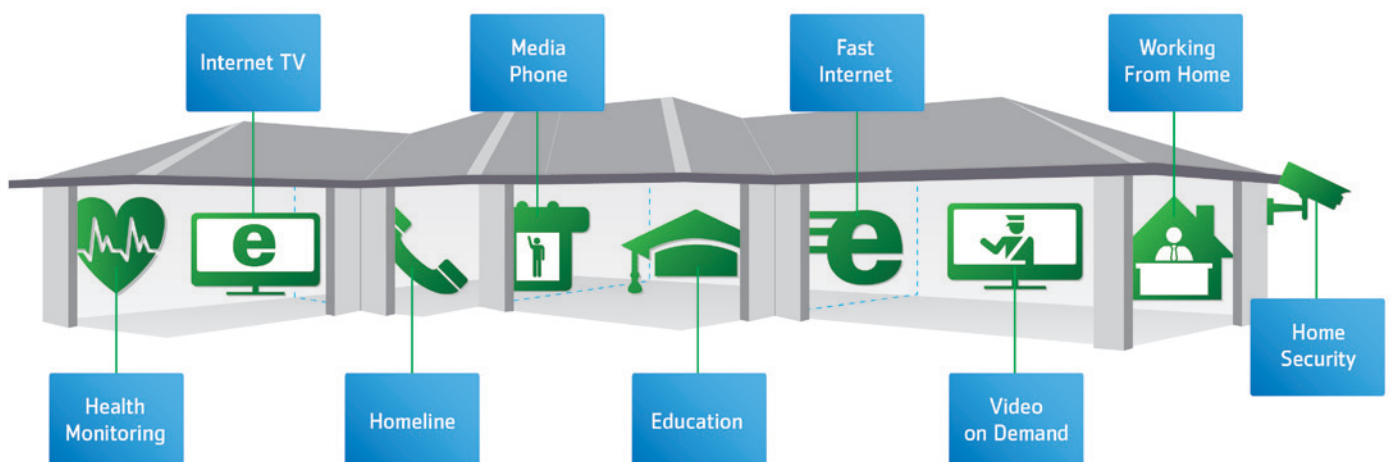 Internet TV
Media
Phone
Fast
Internet
Working
From Home
e
e
Home
Security
Health
Monitoring
Homeline
Education
Video
on Demand